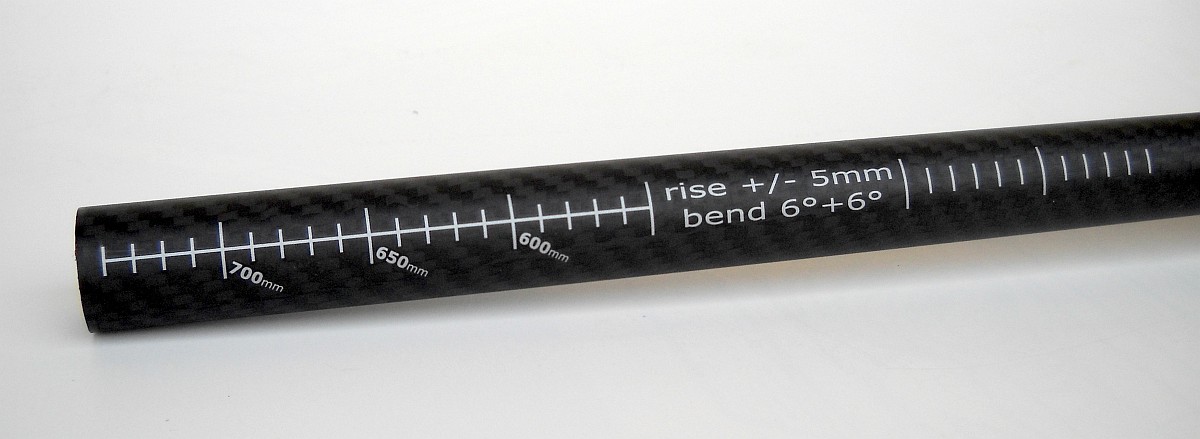 700mm
650mm
600mm
rise +/- 5mm
bend 6°+6°